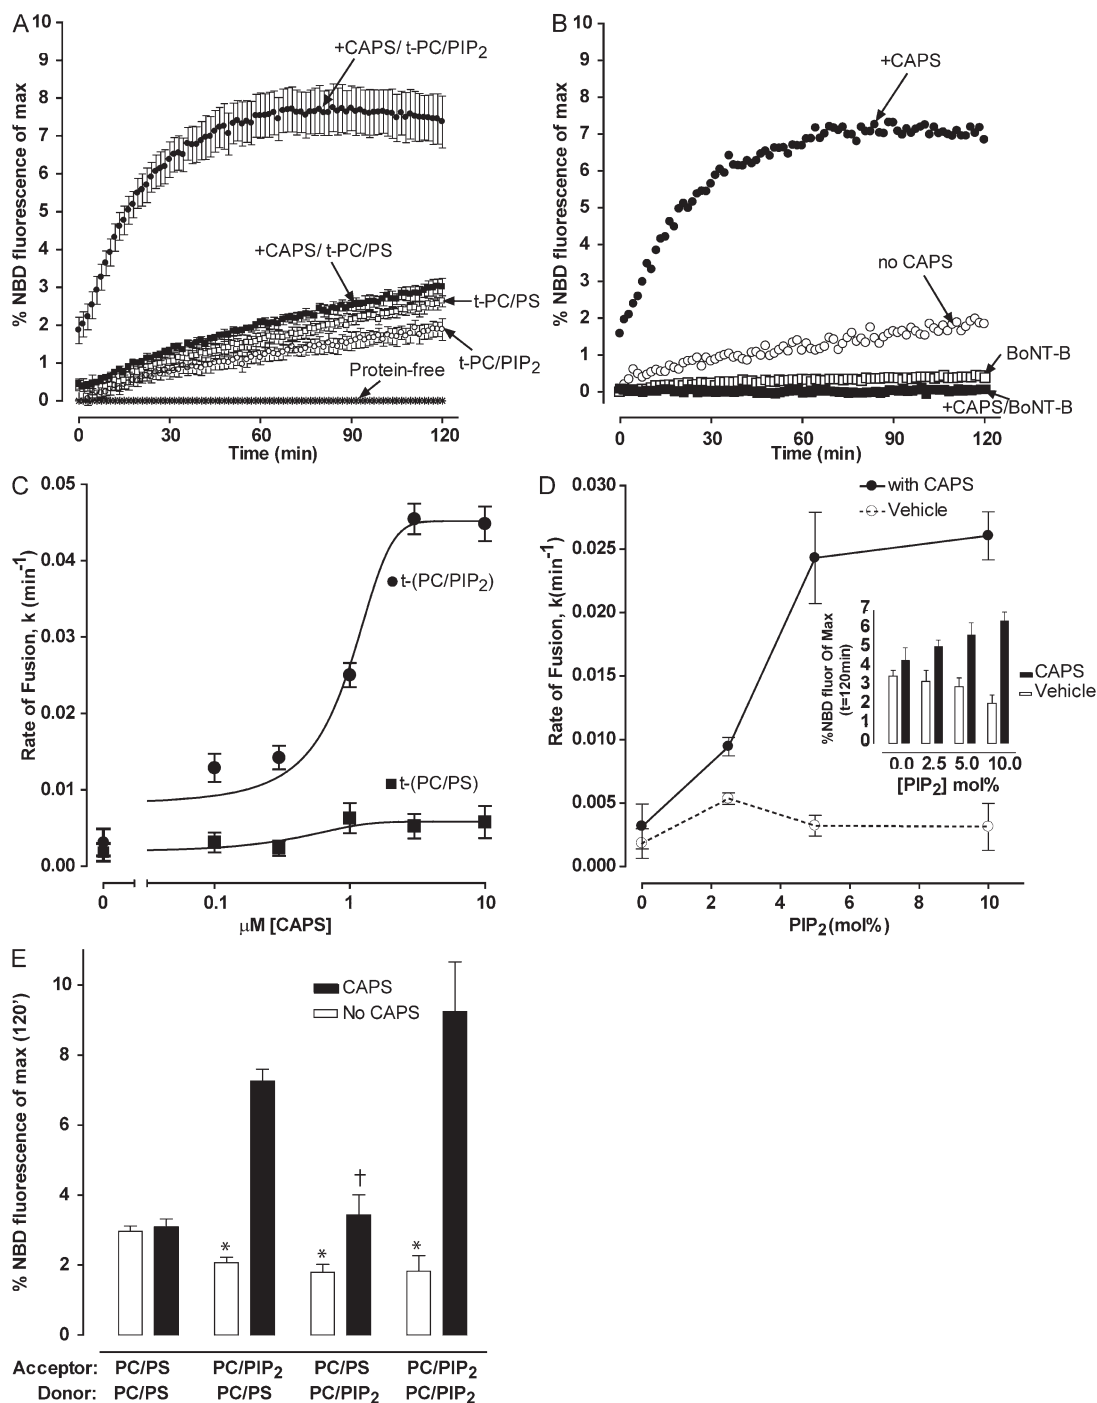 A
% NBD fluorescence of max
10
9
8
7
6
5
4
3
2
1
0
+CAPS/ t-PC/PIP2
+CAPS/ t-PC/PS
t-PC/PS
t-PC/PIP2
Protein-free
0 30 60 90 120
Time (min)
B
% NBD fluorescence of max
10
9
8
7
6
5
4
3
2
1
0
+CAPS
no CAPS
BoNT-B
+CAPS/BoNT-B
0 30 60 90 120
Time (min)
C
Rate of Fusion, k (min-1)
0.05
0.04
0.03
0.02
0.01
0.00
t-(PC/PIP2)
t-(PC/PS)
0 0.1 1 10
µM [CAPS]
D
Rate of Fusion, k(min-1)
0.030
0.025
0.020
0.015
0.010
0.005
0.000
with CAPS
Vehicle
%NBD fluor Of Max
(t=120min)
7
6
5
4
3
2
1
0
CAPS
Vehicle
0.0 2.5 5.0 10.0
[PIP2] mol%
0 2 4 6 8 10
PIP2(mol%)
E
% NBD fluorescence of max (120')
10
8
6
4
2
0
CAPS
No CAPS
*
*
†
*
Acceptor: PC/PS PC/PIP2 PC/PS PC/PIP2
Donor: PC/PS PC/PS PC/PIP2 PC/PIP2